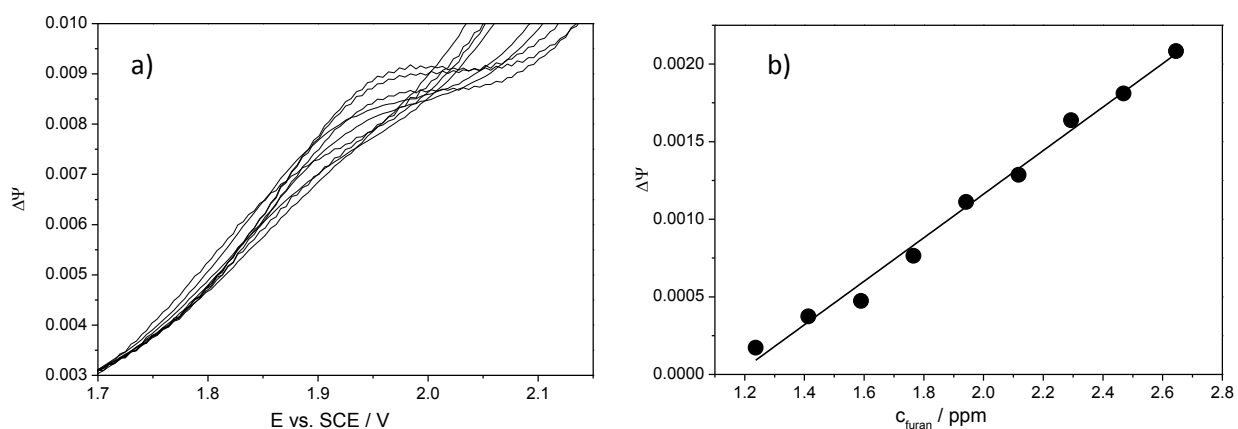 a)
0.010
0.009
0.008
0.007
0.006
0.005
0.004
0.003
ΔΨ
1.7 1.8 1.9 2.0 2.1
E vs. SCE / V
b)
0.0020
0.0015
0.0010
0.0005
0.0000
ΔΨ
1.2 1.4 1.6 1.8 2.0 2.2 2.4 2.6 2.8
c_furan / ppm